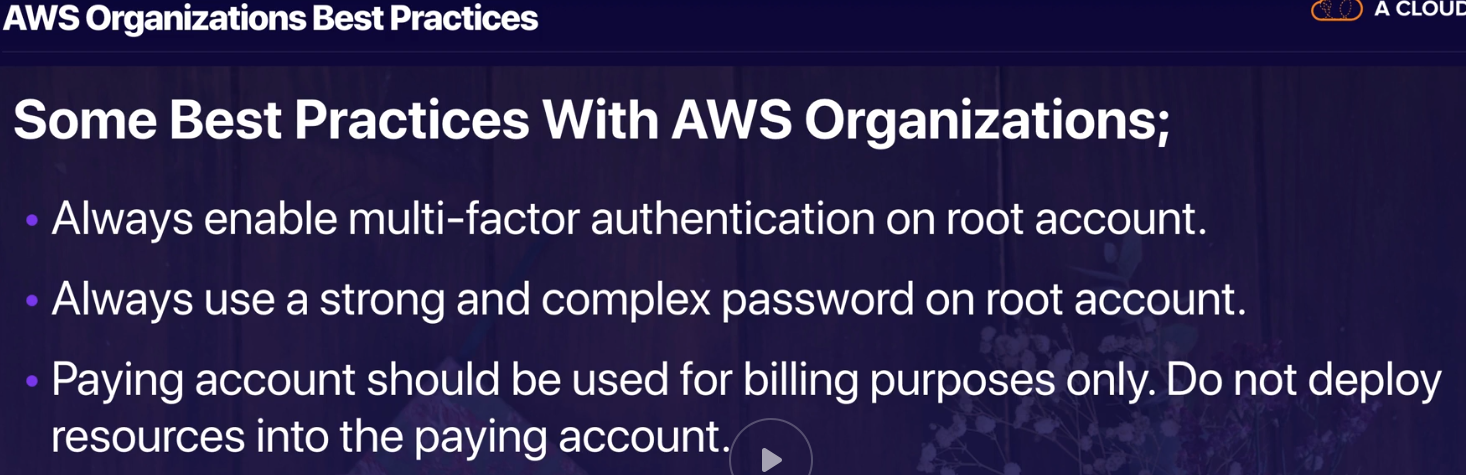 AWS Organizations Best Practices
A CLOUD
Some Best Practices With AWS Organizations;
• Always enable multi-factor authentication on root account.
• Always use a strong and complex password on root account.
• Paying account should be used for billing purposes only. Do not deploy
resources into the paying account.